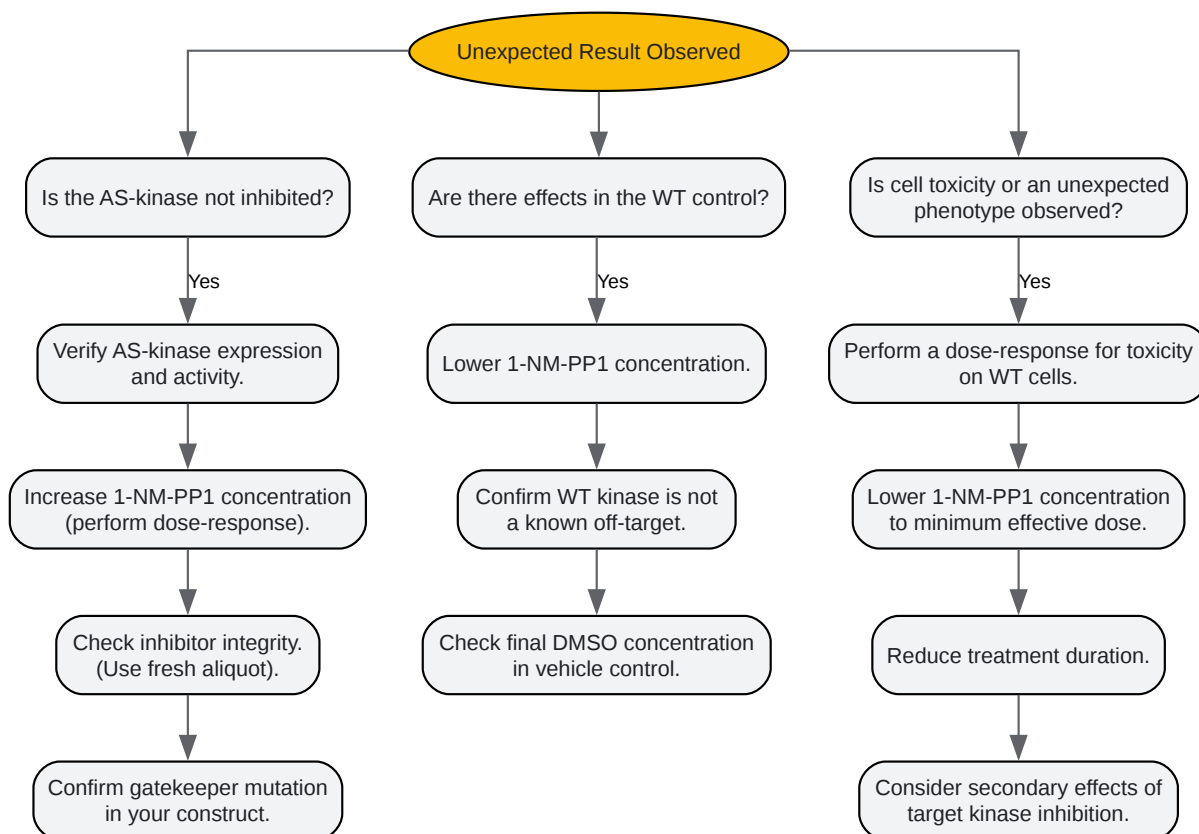 Unexpected Result Observed
Is the AS-kinase not inhibited?
Are there effects in the WT control?
Is cell toxicity or an unexpected
phenotype observed?
Yes
Yes
Yes
Verify AS-kinase expression
and activity.
Lower 1-NM-PP1 concentration.
Perform a dose-response for toxicity
on WT cells.
Increase 1-NM-PP1 concentration
(perform dose-response).
Confirm WT kinase is not
a known off-target.
Lower 1-NM-PP1 concentration
to minimum effective dose.
Check inhibitor integrity.
(Use fresh aliquot).
Check final DMSO concentration
in vehicle control.
Reduce treatment duration.
Confirm gatekeeper mutation
in your construct.
Consider secondary effects of
target kinase inhibition.